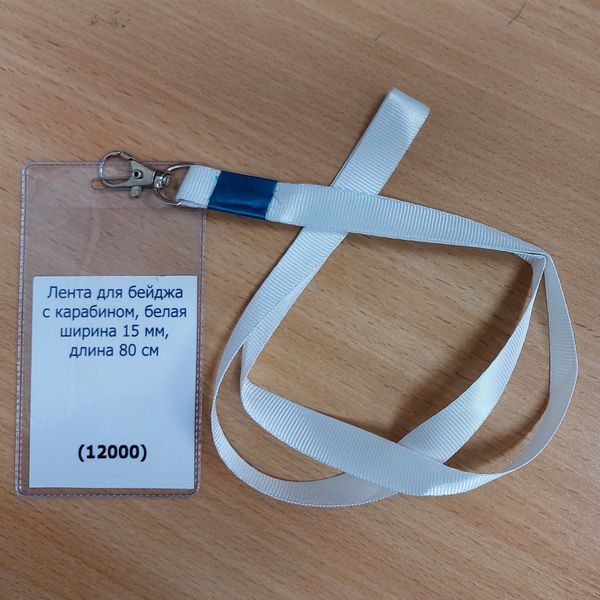 Лента для бейджа
с карабином, белая
ширина 15 мм,
длина 80 см
(12000)